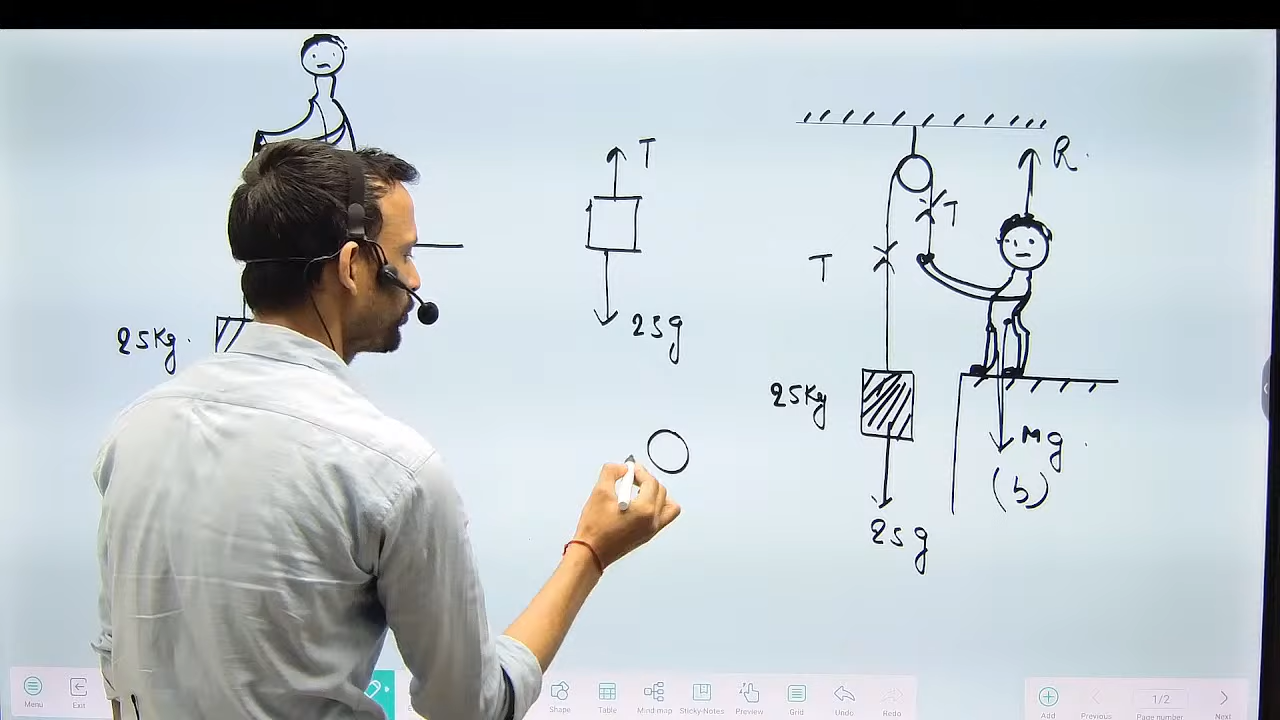 25Kg.
T
25g
R.
T
T
25Kg
Mg.
(b)
25g
Menu
Exit
Shape
Table
Mind-map
Sticky-Notes
Preview
Grid
Undo
Redo
Add
Previous
1/2
Page number
Next